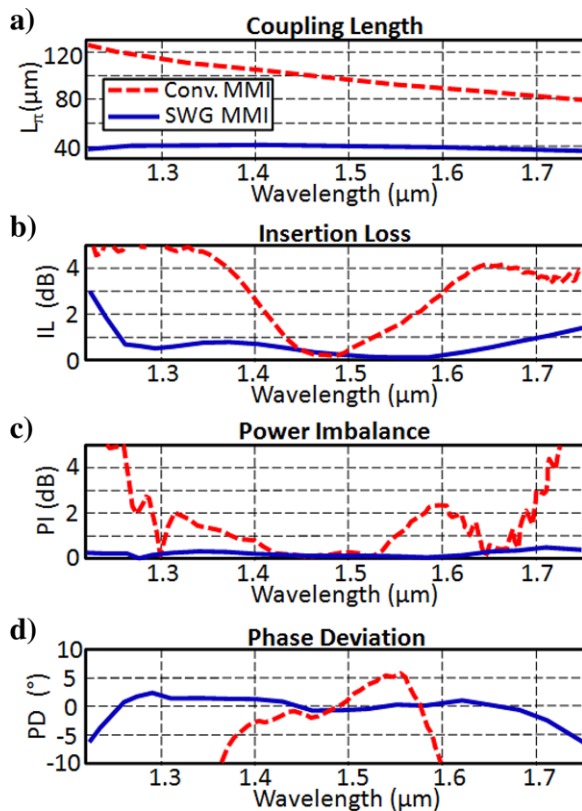 a)
Coupling Length
120
80
40
Lπ(μm)
Conv. MMI
SWG MMI
1.3 1.4 1.5 1.6 1.7
Wavelength (μm)
b)
Insertion Loss
4
2
0
IL (dB)
1.3 1.4 1.5 1.6 1.7
Wavelength (μm)
c)
Power Imbalance
4
2
0
PI (dB)
1.3 1.4 1.5 1.6 1.7
Wavelength (μm)
d)
Phase Deviation
10
5
0
-5
-10
PD (°)
1.3 1.4 1.5 1.6 1.7
Wavelength (μm)